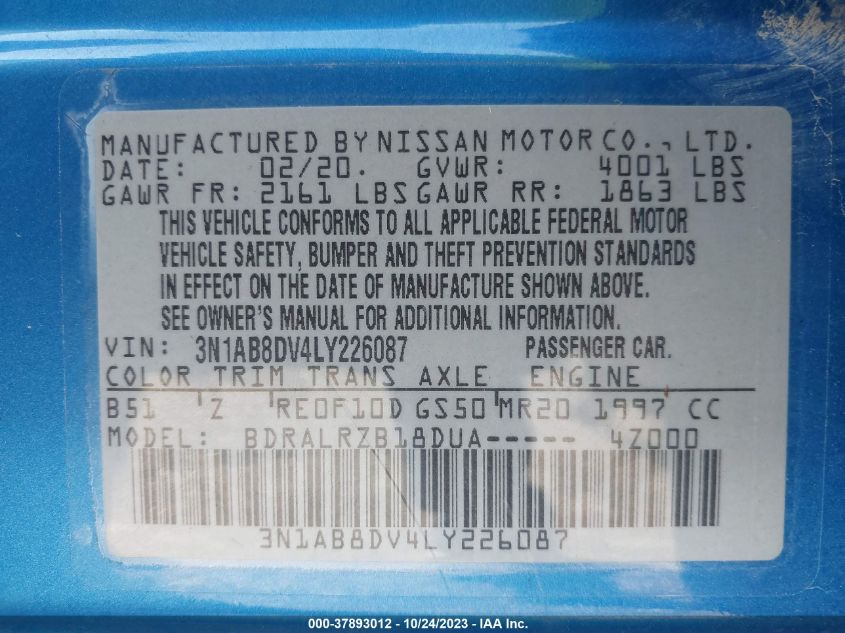 MANUFACTURED BY NISSAN MOTOR CO., LTD.
DATE: 02/20. GVWR: 4001 LBS
GAWR FR: 2161 LBS GAWR RR: 1863 LBS
THIS VEHICLE CONFORMS TO ALL APPLICABLE FEDERAL MOTOR
VEHICLE SAFETY, BUMPER AND THEFT PREVENTION STANDARDS
IN EFFECT ON THE DATE OF MANUFACTURE SHOWN ABOVE.
SEE OWNER'S MANUAL FOR ADDITIONAL INFORMATION.
VIN: 3N1AB8DV4LY226087 PASSENGER CAR.
COLOR TRIM TRANS AXLE ENGINE
B51 Z RE0F10D GS50 MR20 1997 CC
MODEL: BDRALRZB18DUA----- 4Z000
3N1AB8DV4LY226087
000-37893012 - 10/24/2023 - IAA Inc.